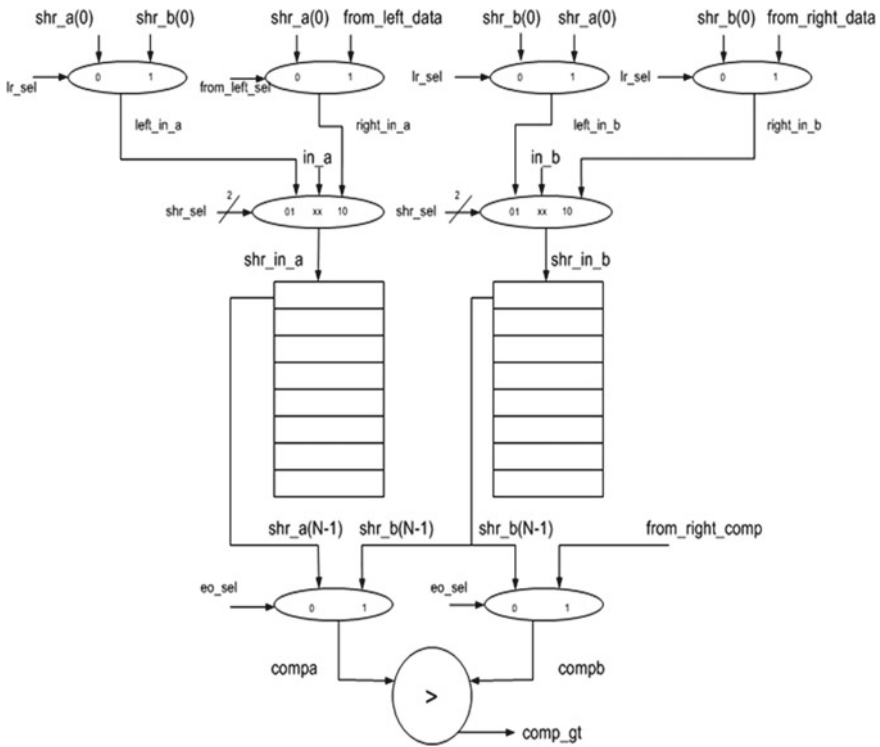 shr_a(0) shr_b(0) shr_a(0) from_left_data shr_b(0) shr_a(0) shr_b(0) from_right_data
0 1 0 1 0 1 0 1
lr_sel from_left_sel lr_sel lr_sel
left_in_a right_in_a left_in_b right_in_b
in_a in_b
2 2
shr_sel 01 xx 10 shr_sel 01 xx 10
shr_in_a shr_in_b
shr_a(N-1) shr_b(N-1) shr_b(N-1) from_right_comp
eo_sel 0 1 eo_sel 0 1
compa compb
>
comp_gt